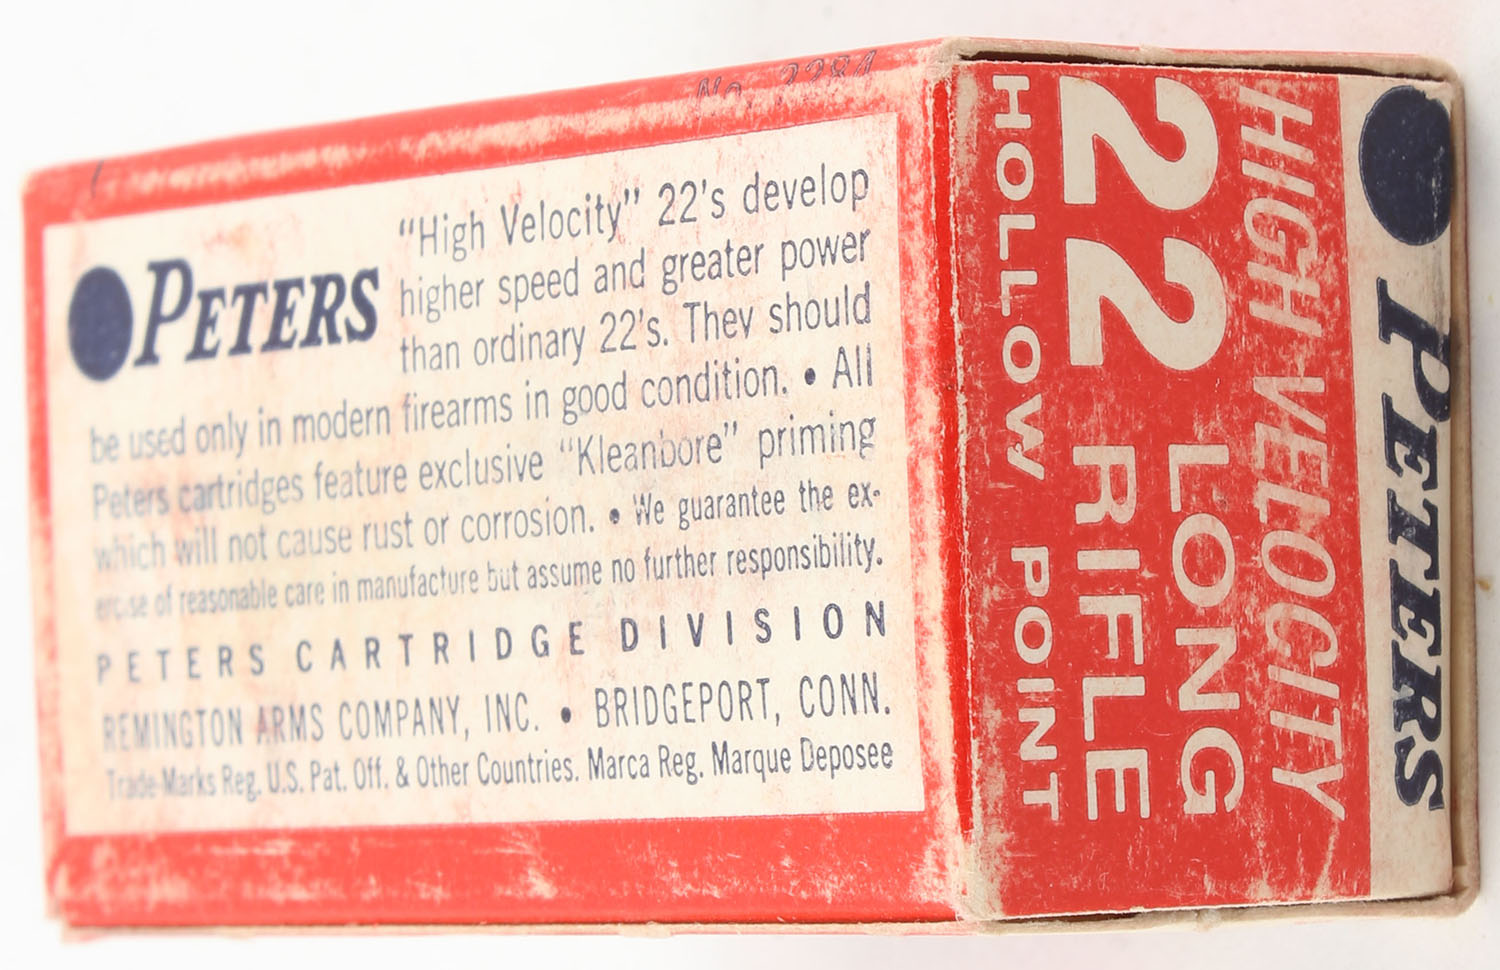 No. 2284
PETERS
"High Velocity" 22's develop
higher speed and greater power
than ordinary 22's. They should
be used only in modern firearms in good condition. • All
Peters cartridges feature exclusive "Kleanbore" priming
which will not cause rust or corrosion. • We guarantee the ex-
ercise of reasonable care in manufacture but assume no further responsibility.
PETERS CARTRIDGE DIVISION
REMINGTON ARMS COMPANY, INC. • BRIDGEPORT, CONN.
Trade-Marks Reg. U.S. Pat. Off. & Other Countries. Marca Reg. Marque Deposee
PETERS
HIGH VELOCITY
22 LONG
RIFLE
HOLLOW POINT